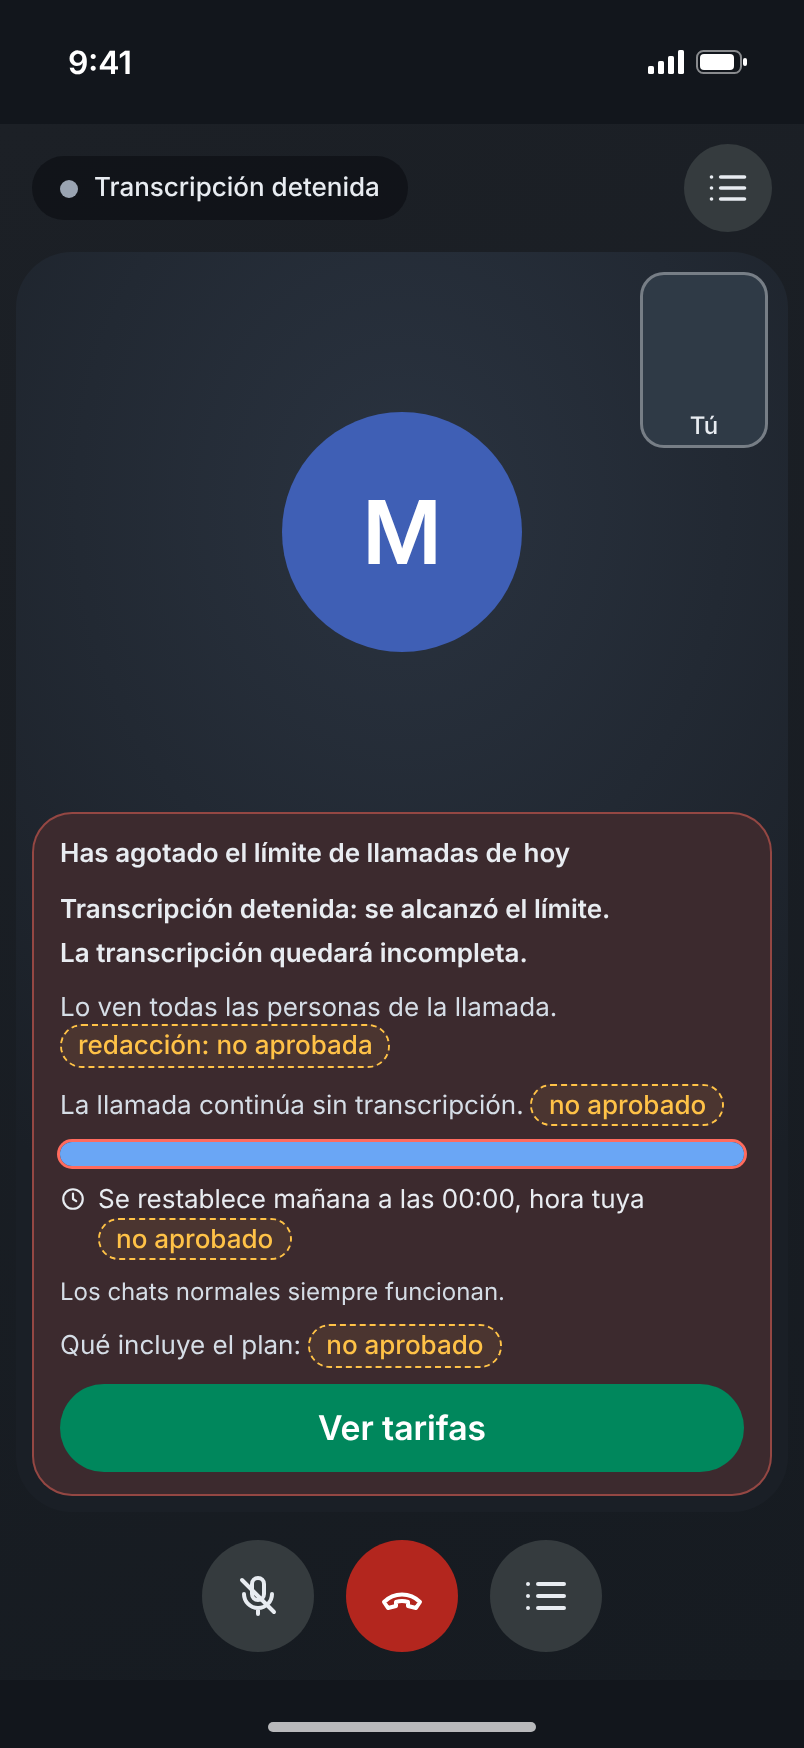 9:41
Transcripción detenida
Tú
M
Has agotado el límite de llamadas de hoy
Transcripción detenida: se alcanzó el límite.
La transcripción quedará incompleta.
Lo ven todas las personas de la llamada.
redacción: no aprobada
La llamada continúa sin transcripción. no aprobado
Se restablece mañana a las 00:00, hora tuya
no aprobado
Los chats normales siempre funcionan.
Qué incluye el plan: no aprobado
Ver tarifas